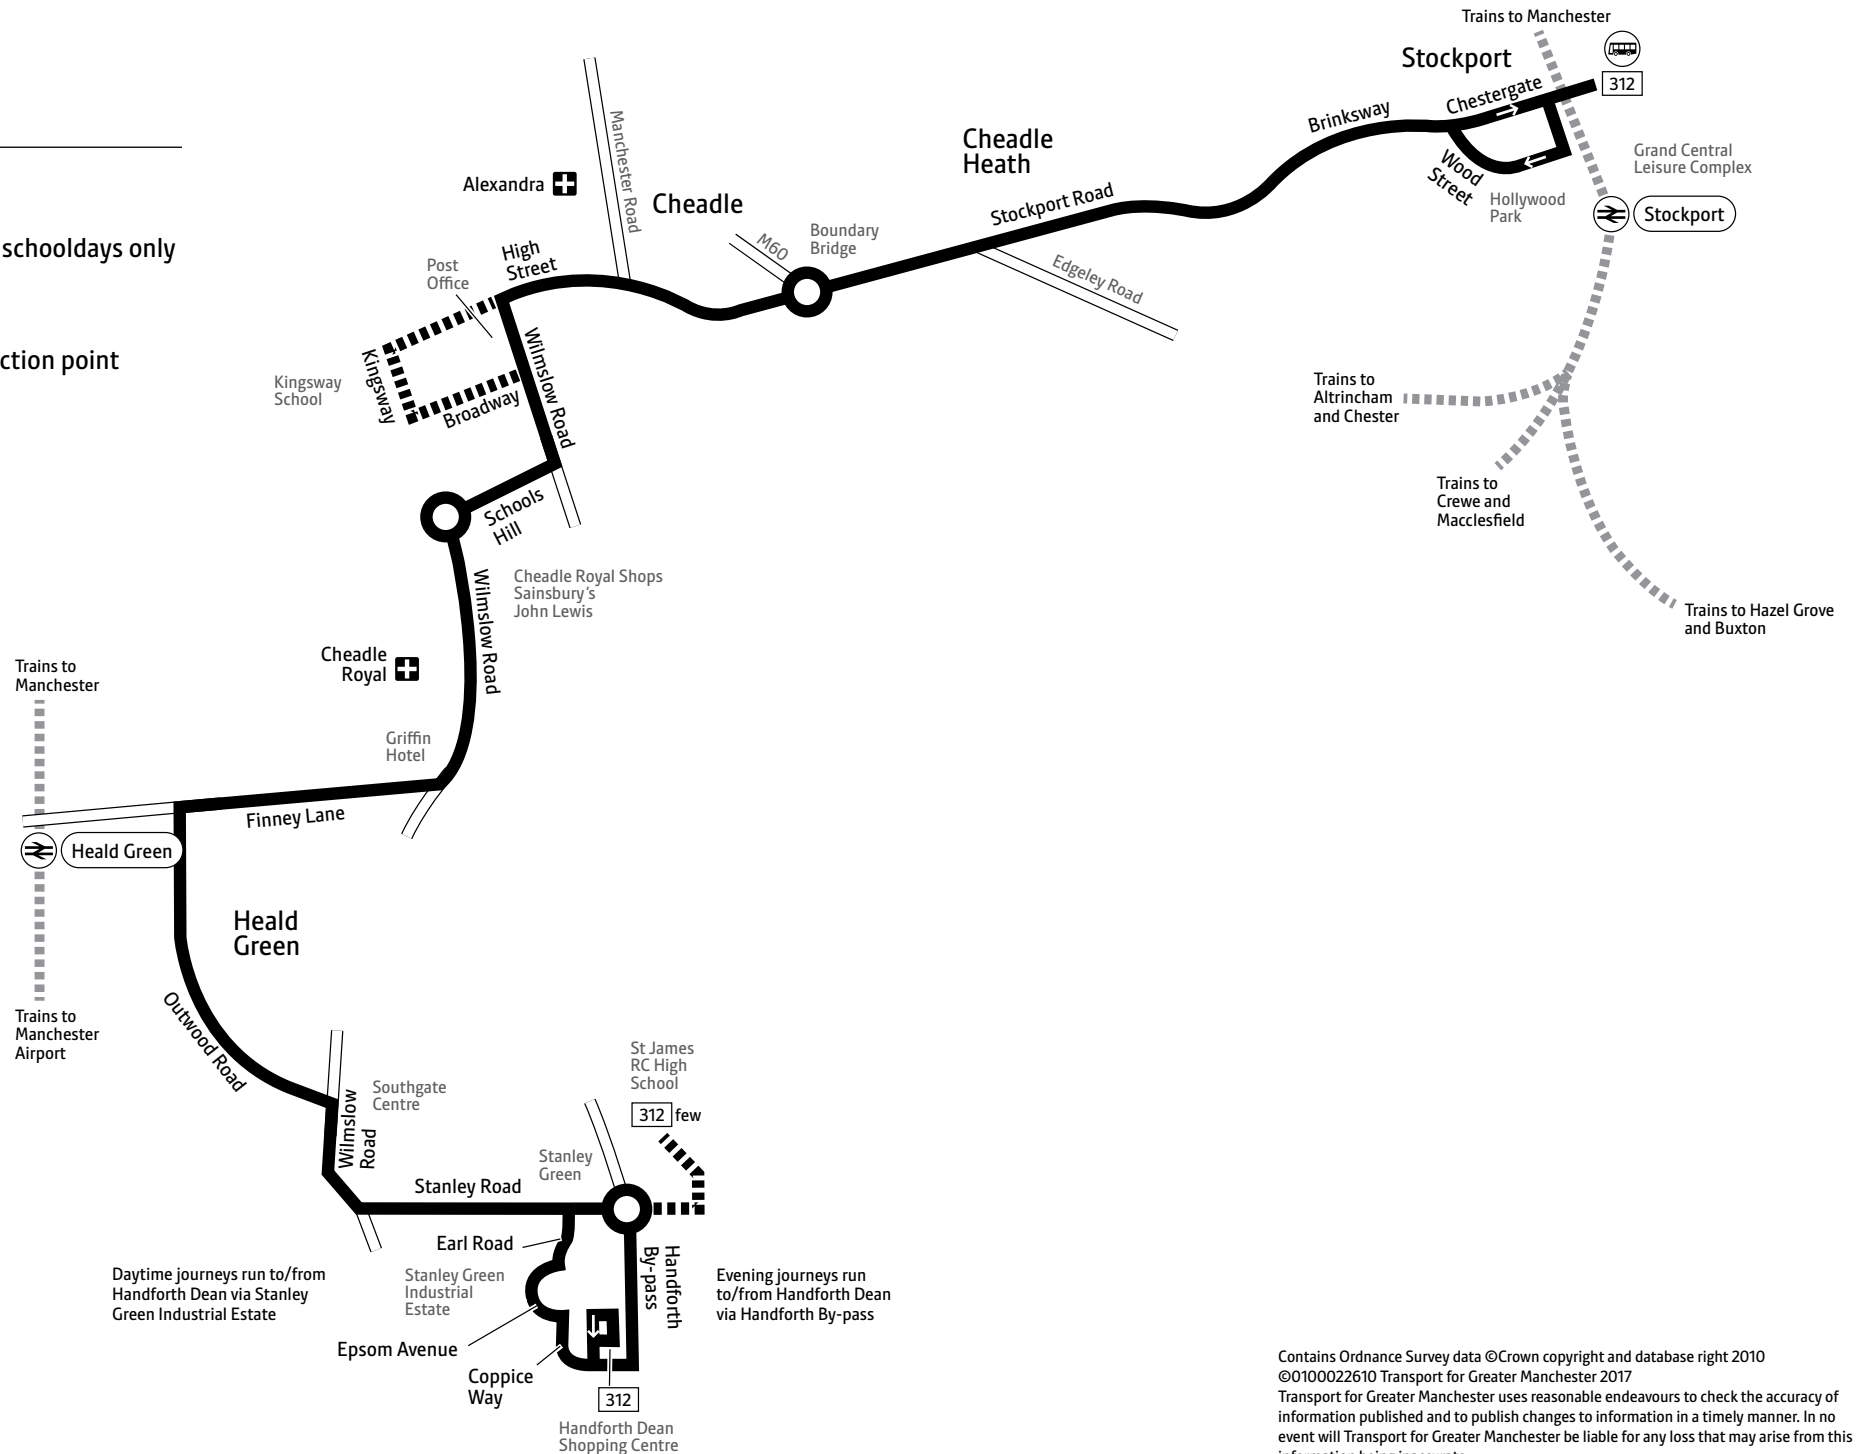 Trains to Manchester
Stockport
312
Chestergate
Brinksway
Wood
Street
Hollywood
Park
Grand Central
Leisure Complex
Stockport
Cheadle
Heath
Stockport Road
Edgeley Road
Boundary
Bridge
M60
Cheadle
Manchester Road
Alexandra
High
Street
Post
Office
schooldays only
ction point
Kingsway
School
Kingsway
Broadway
Wilmslow Road
Schools
Hill
Trains to
Altrincham
and Chester
Trains to
Crewe and
Macclesfield
Trains to Hazel Grove
and Buxton
Cheadle Royal Shops
Sainsbury's
John Lewis
Wilmslow Road
Cheadle
Royal
Griffin
Hotel
Trains to
Manchester
Finney Lane
Heald Green
Heald
Green
Trains to
Manchester
Airport
Outwood Road
Southgate
Centre
Wilmslow
Road
St James
RC High
School
312 few
Stanley
Green
Stanley Road
Earl Road
Handforth
By-pass
Daytime journeys run to/from
Handforth Dean via Stanley
Green Industrial Estate
Stanley Green
Industrial
Estate
Evening journeys run
to/from Handforth Dean
via Handforth By-pass
Epsom Avenue
Coppice
Way
312
Handforth Dean
Shopping Centre
Contains Ordnance Survey data ©Crown copyright and database right 2010
©0100022610 Transport for Greater Manchester 2017
Transport for Greater Manchester uses reasonable endeavours to check the accuracy of
information published and to publish changes to information in a timely manner. In no
event will Transport for Greater Manchester be liable for any loss that may arise from this